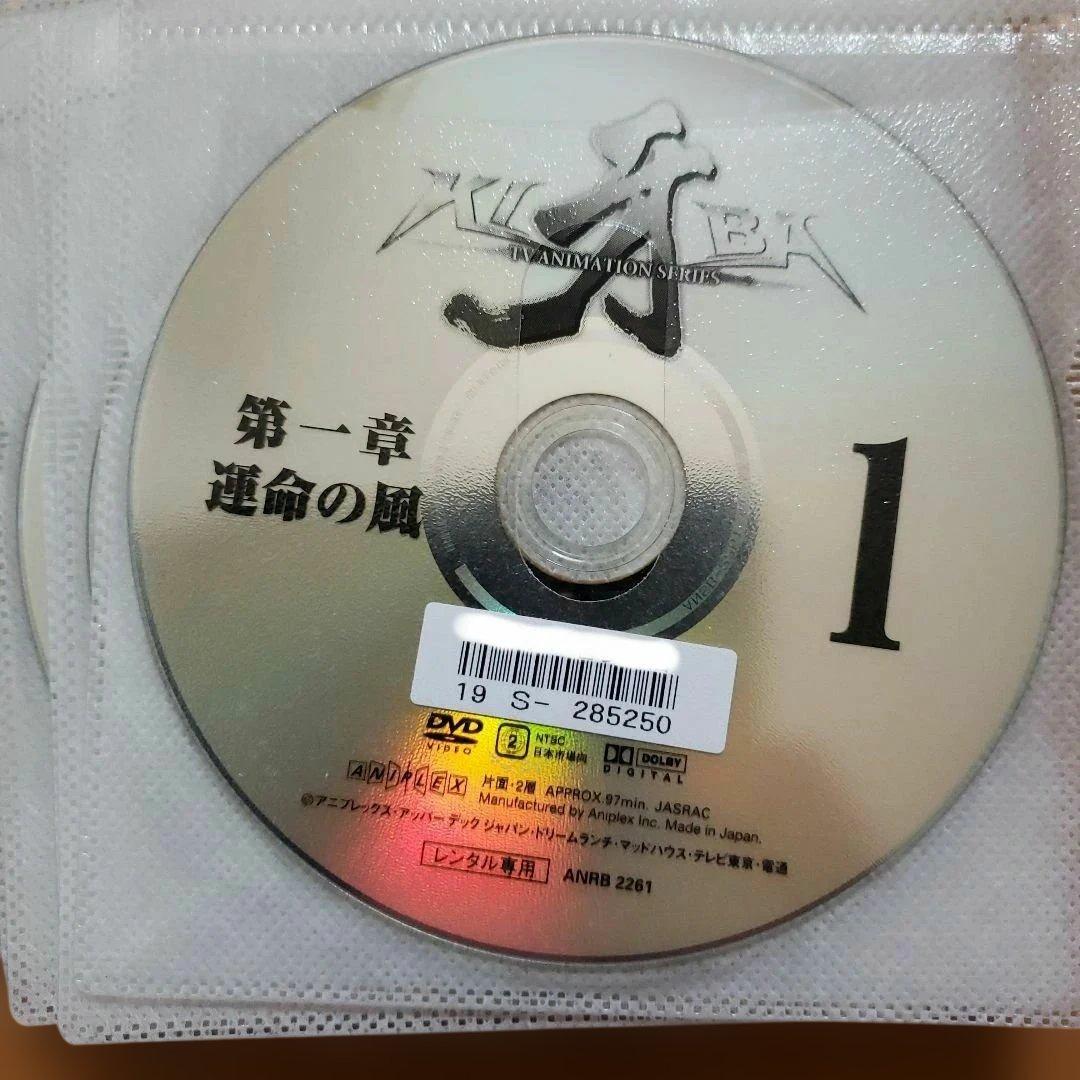 牙
KIBA
TV ANIMATION SERIES
第一章
運命の風
1
19 S- 285250
DVD
VIDEO
2
NTSC
日本市場向
DOLBY
DIGITAL
ANIPLEX
片面・2層 APPROX.97min. JASRAC
Manufactured by Aniplex Inc. Made in Japan.
©アニプレックス・アッパーデックジャパン・ドリームランチ・マッドハウス・テレビ東京・電通
レンタル専用
ANRB 2261